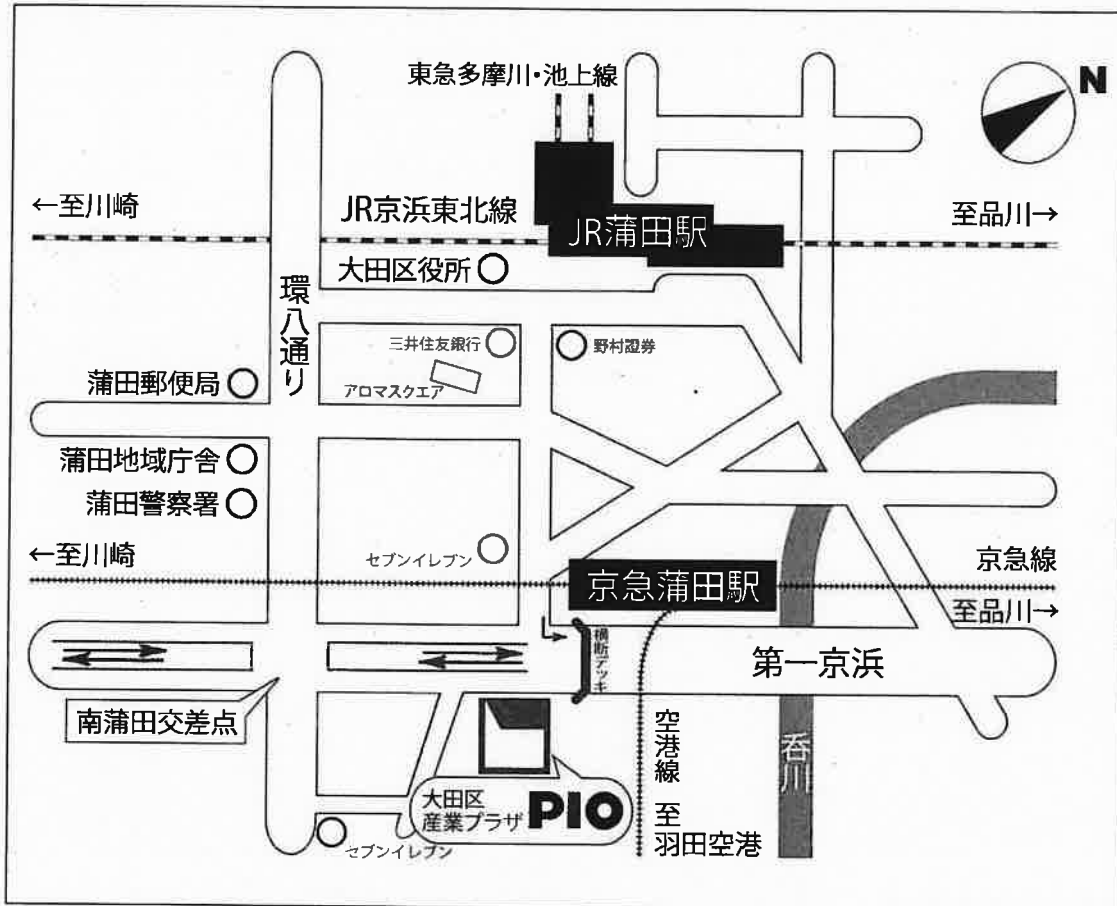 東急多摩川・池上線
N
←至川崎
JR京浜東北線
JR蒲田駅
至品川→
大田区役所
環八通り
三井住友銀行
野村證券
アロマスクエア
蒲田郵便局
蒲田地域庁舎
蒲田警察署
←至川崎
セブンイレブン
京急蒲田駅
京急線
至品川→
横断デッキ
第一京浜
南蒲田交差点
空港線 至
羽田空港
呑川
大田区
産業プラザ PIO
セブンイレブン